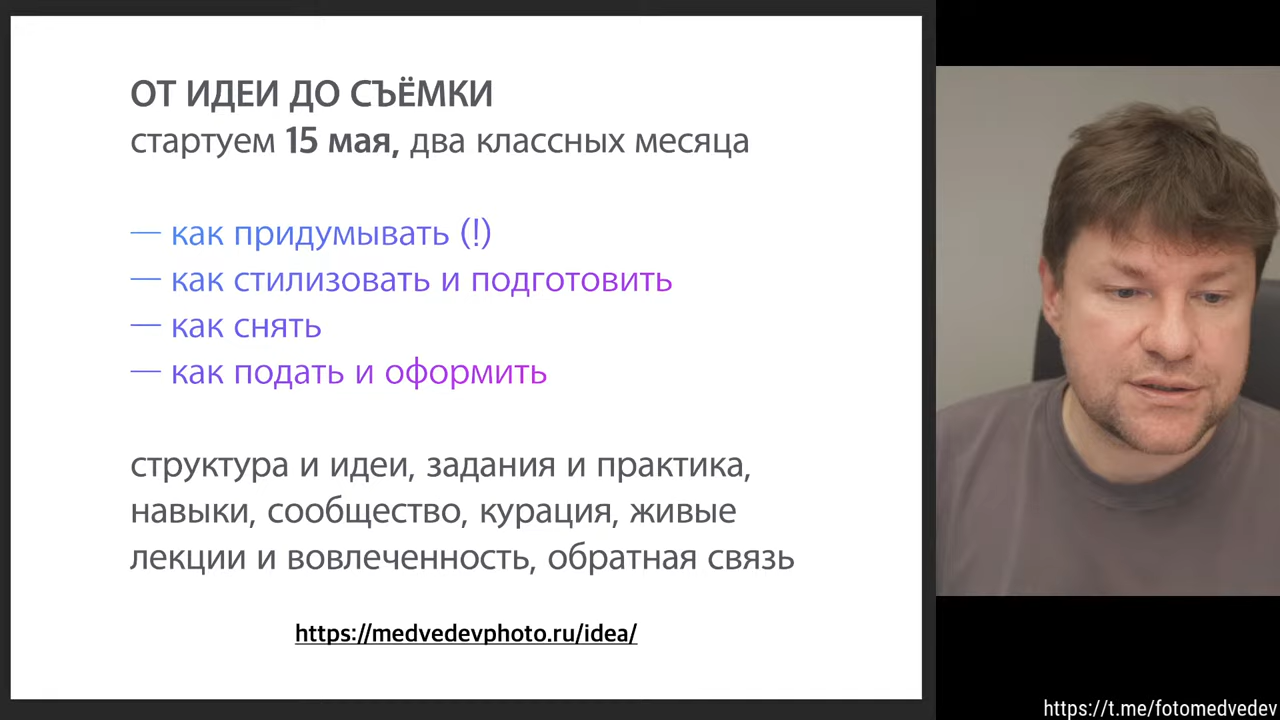 ОТ ИДЕИ ДО СЪЁМКИ
стартуем 15 мая, два классных месяца
— как придумывать (!)
— как стилизовать и подготовить
— как снять
— как подать и оформить
структура и идеи, задания и практика,
навыки, сообщество, курация, живые
лекции и вовлеченность, обратная связь
https://medvedevphoto.ru/idea/
https://t.me/fotomedvedev